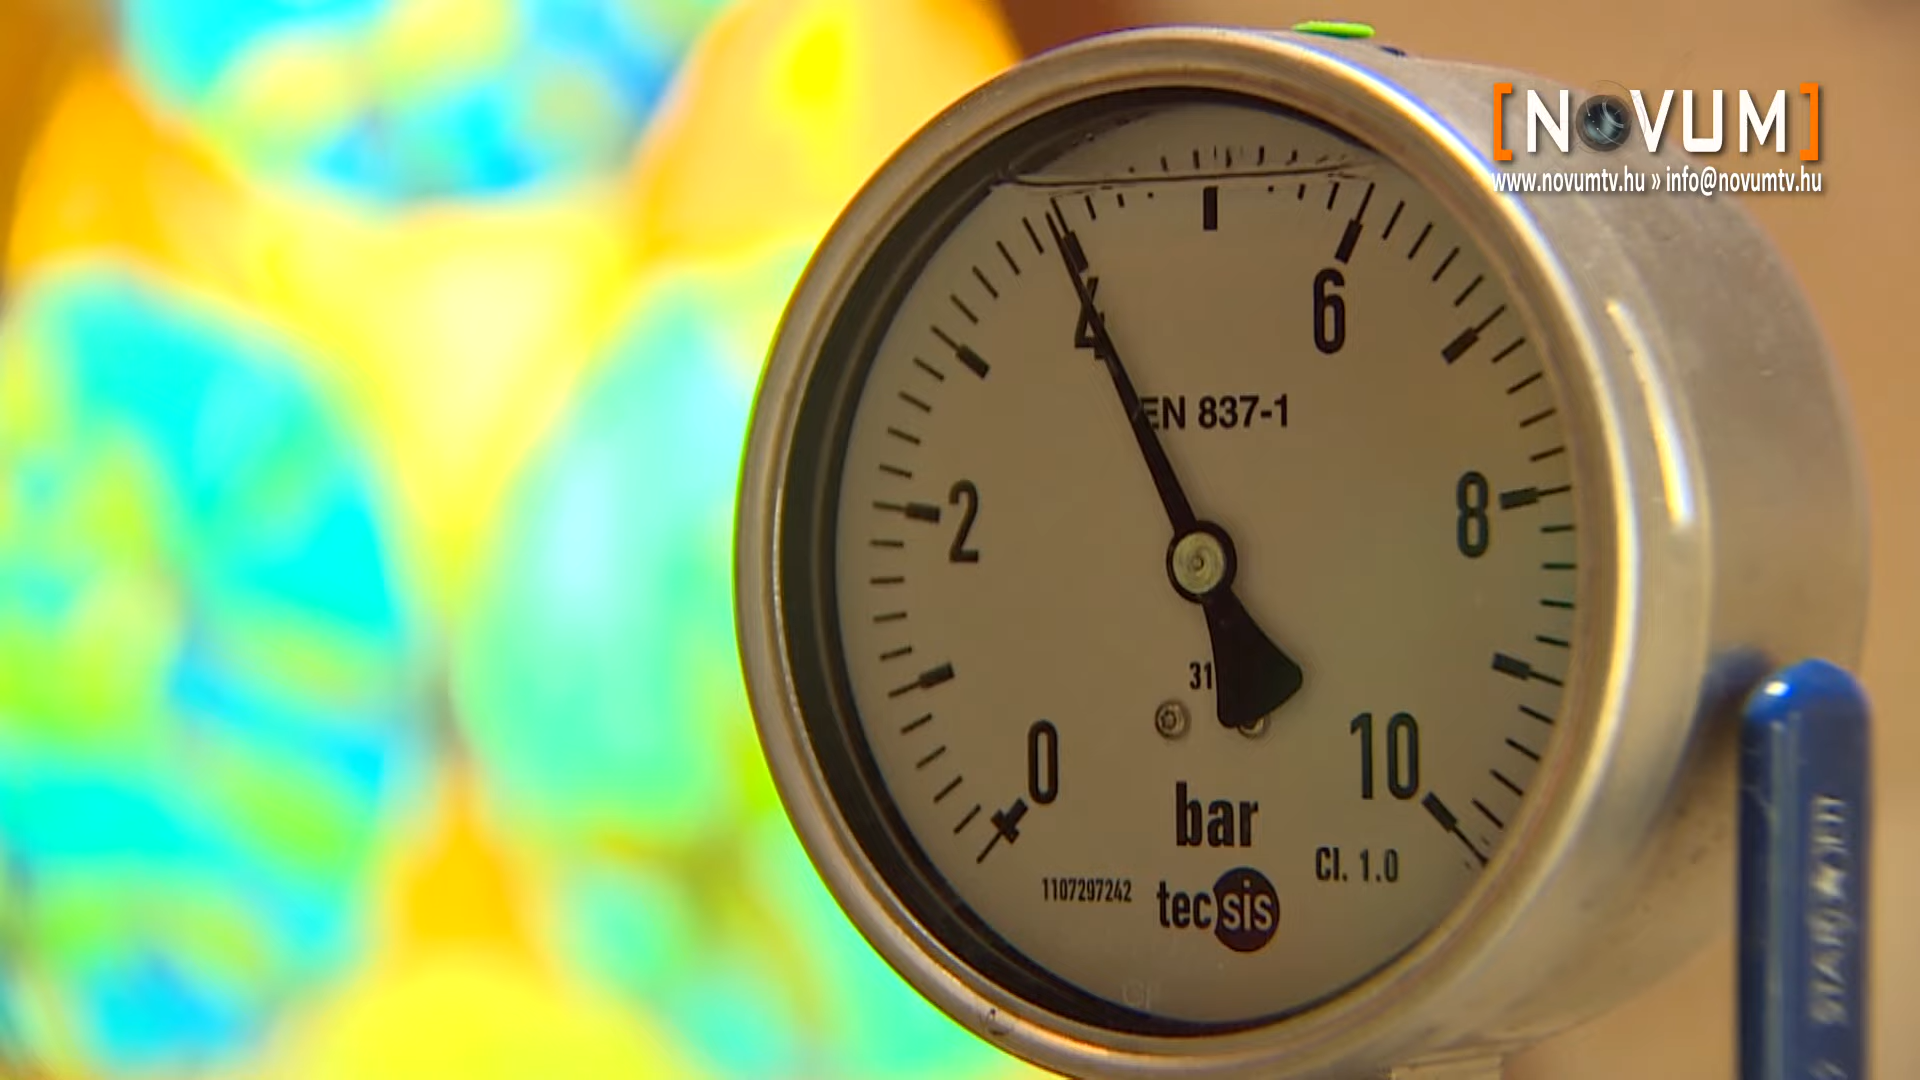 [NOVUM]
www.novumtv.hu » info@novumtv.hu
4
6
EN 837-1
2
8
31
0
10
bar
Cl. 1.0
1107297242
tecsis